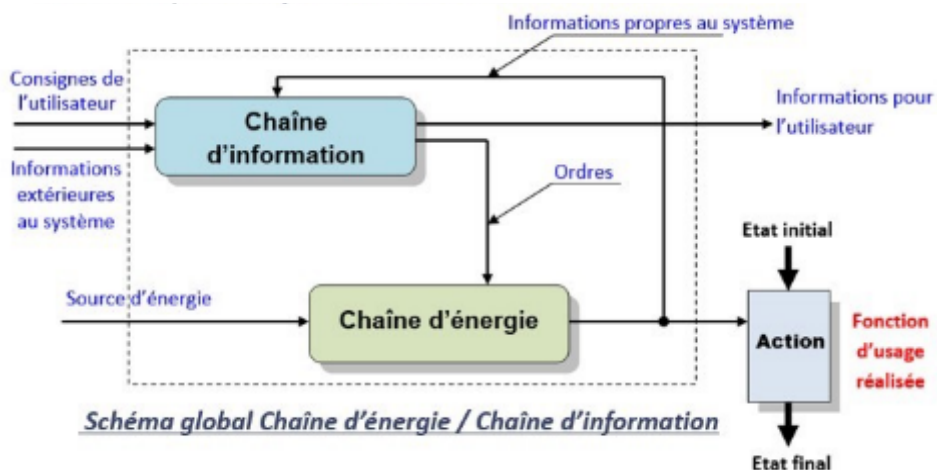 Informations propres au système
Consignes de
l'utilisateur
Informations pour
l'utilisateur
Chaîne
d'information
Informations
extérieures
au système
Ordres
Etat initial
Source d'énergie
Chaîne d'énergie
Action
Fonction
d'usage
réalisée
Schéma global Chaîne d'énergie / Chaîne d'information
Etat final